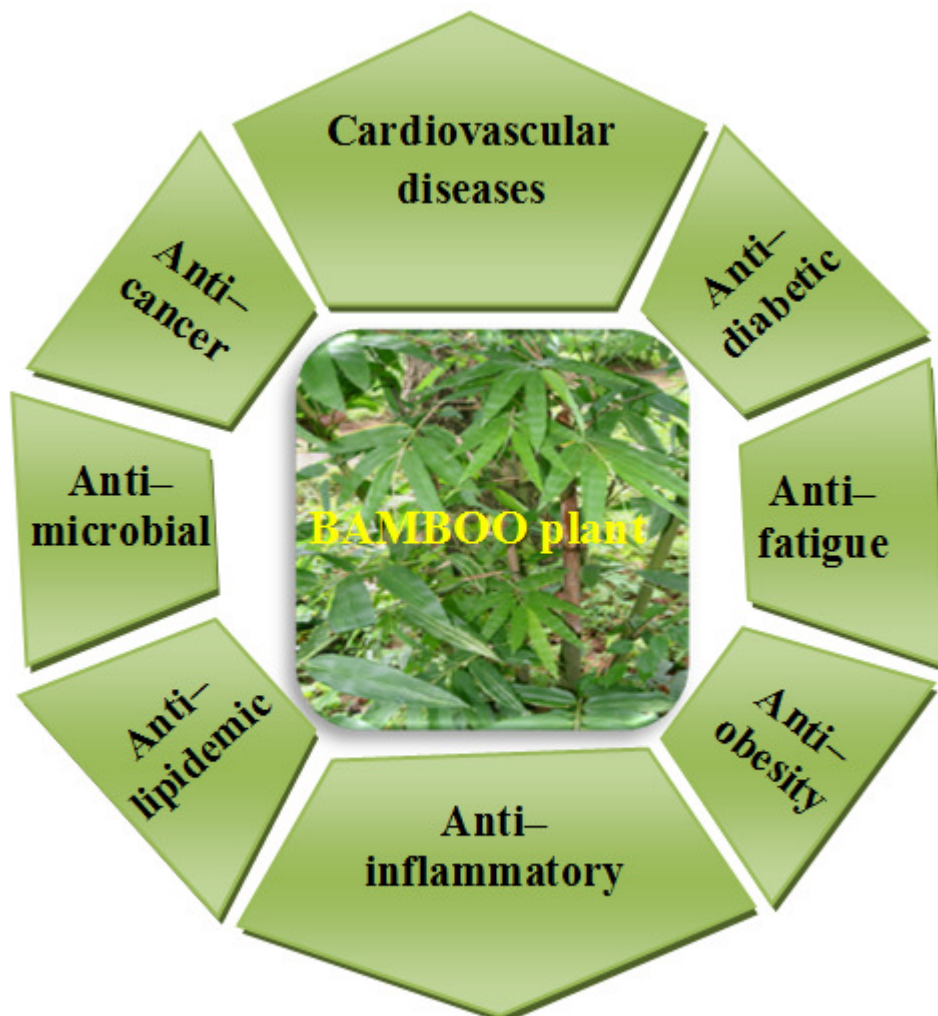 Cardiovascular
diseases
Anti–
diabetic
Anti–
fatigue
Anti–
obesity
Anti–
inflammatory
Anti–
lipidemic
Anti–
microbial
Anti–
cancer
BAMBOO plant